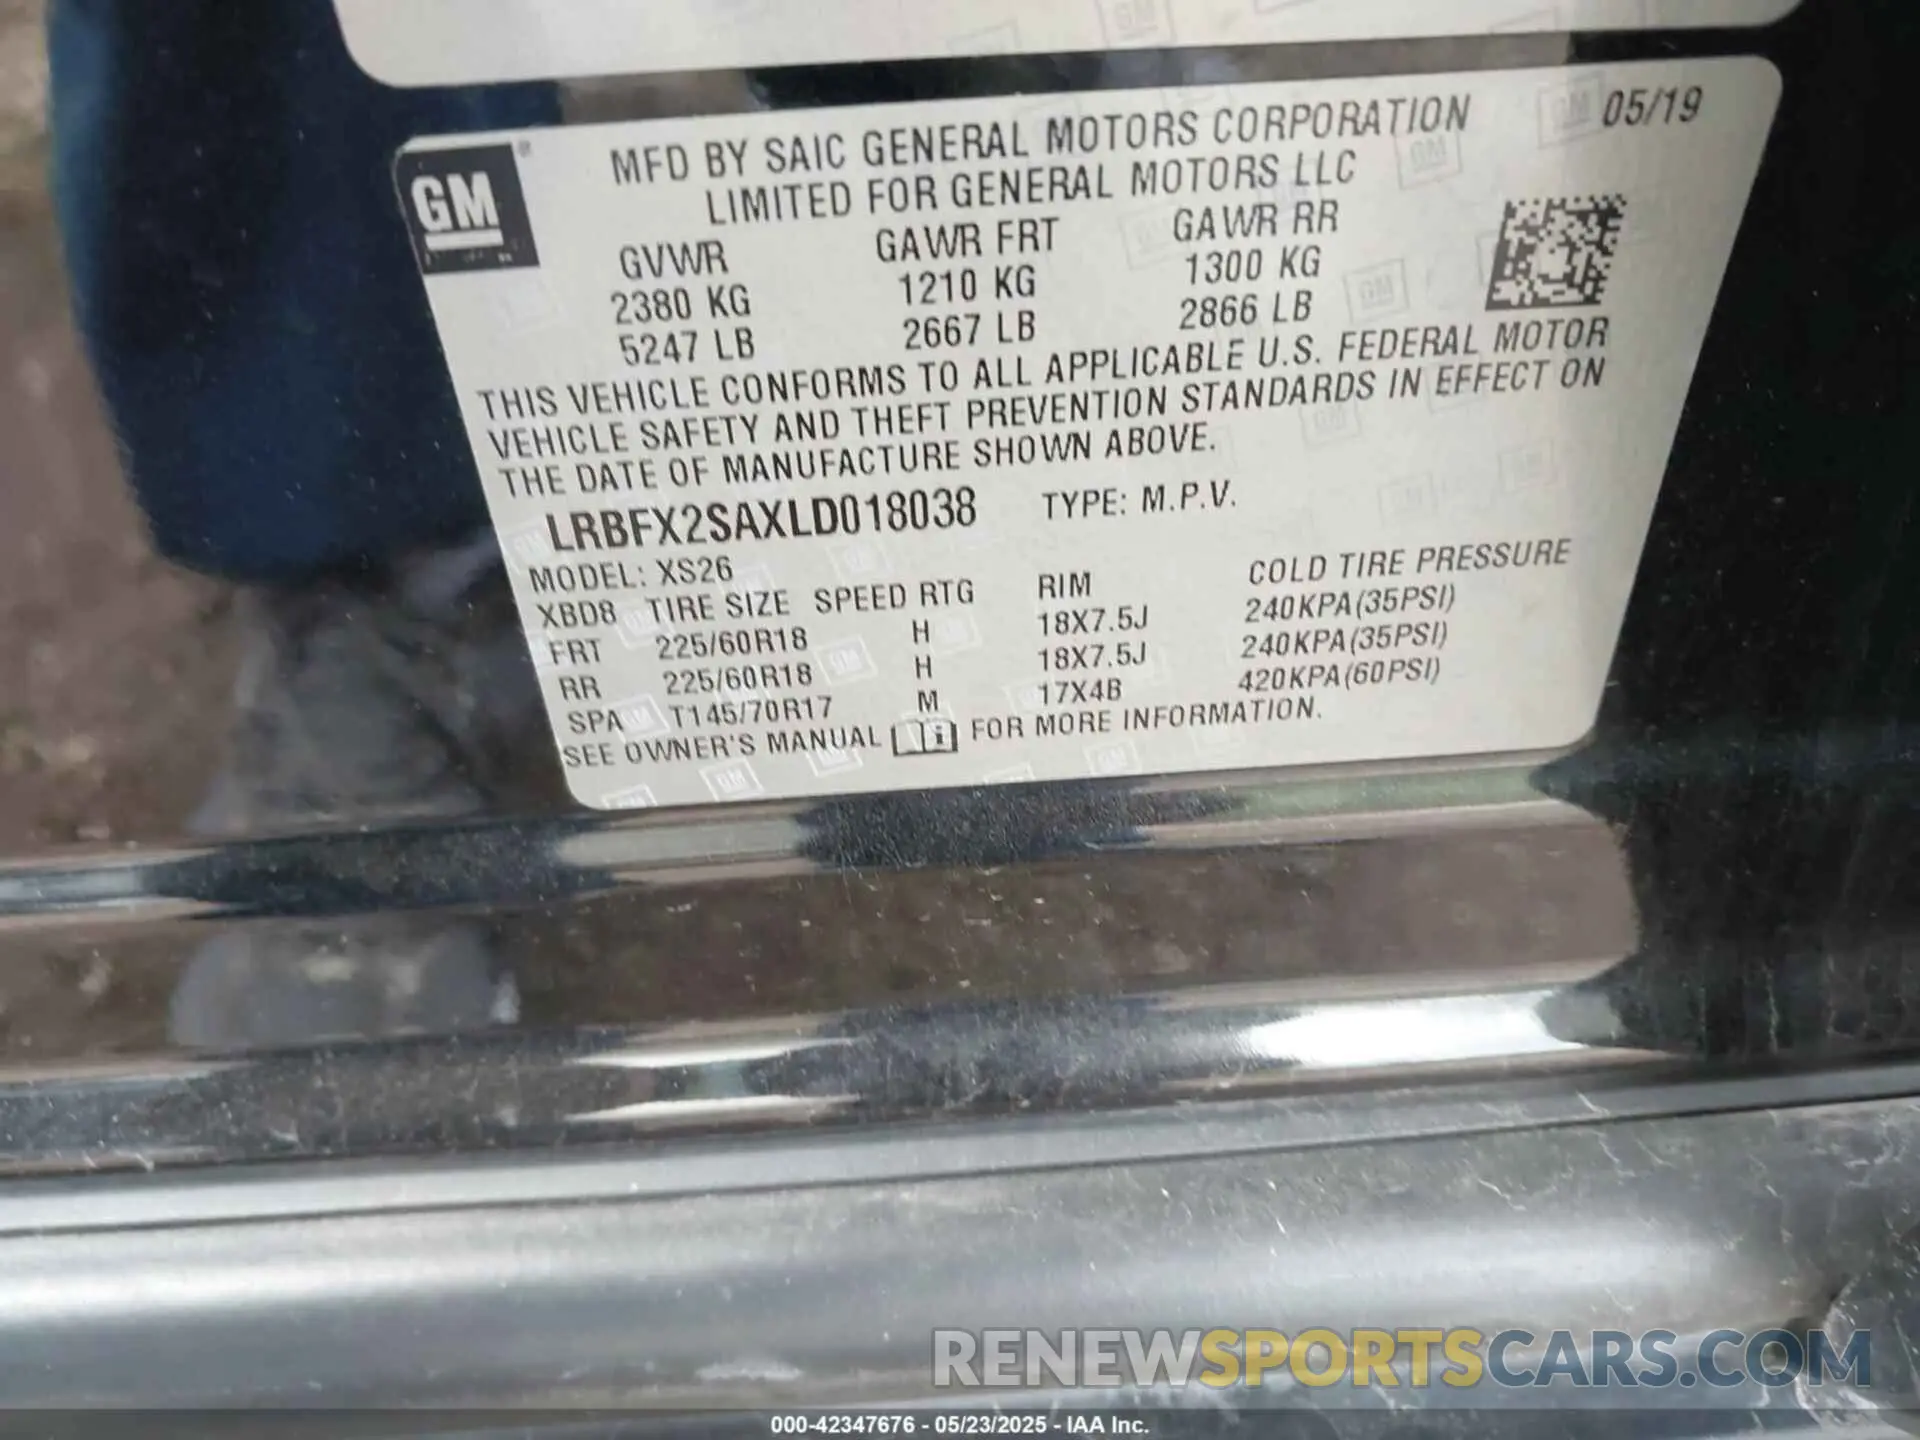 05/19
GM
MFD BY SAIC GENERAL MOTORS CORPORATION
LIMITED FOR GENERAL MOTORS LLC
GVWR GAWR FRT GAWR RR
2380 KG 1210 KG 1300 KG
5247 LB 2667 LB 2866 LB
THIS VEHICLE CONFORMS TO ALL APPLICABLE U.S. FEDERAL MOTOR
VEHICLE SAFETY AND THEFT PREVENTION STANDARDS IN EFFECT ON
THE DATE OF MANUFACTURE SHOWN ABOVE.
LRBFX2SAXLD018038 TYPE: M.P.V.
MODEL: XS26
XBD8 TIRE SIZE SPEED RTG RIM COLD TIRE PRESSURE
FRT 225/60R18 H 18X7.5J 240KPA(35PSI)
RR 225/60R18 H 18X7.5J 240KPA(35PSI)
SPA T145/70R17 M 17X4B 420KPA(60PSI)
SEE OWNER'S MANUAL i FOR MORE INFORMATION.
RENEWSPORTSCARS.COM
000-42347676 - 05/23/2025 - IAA Inc.